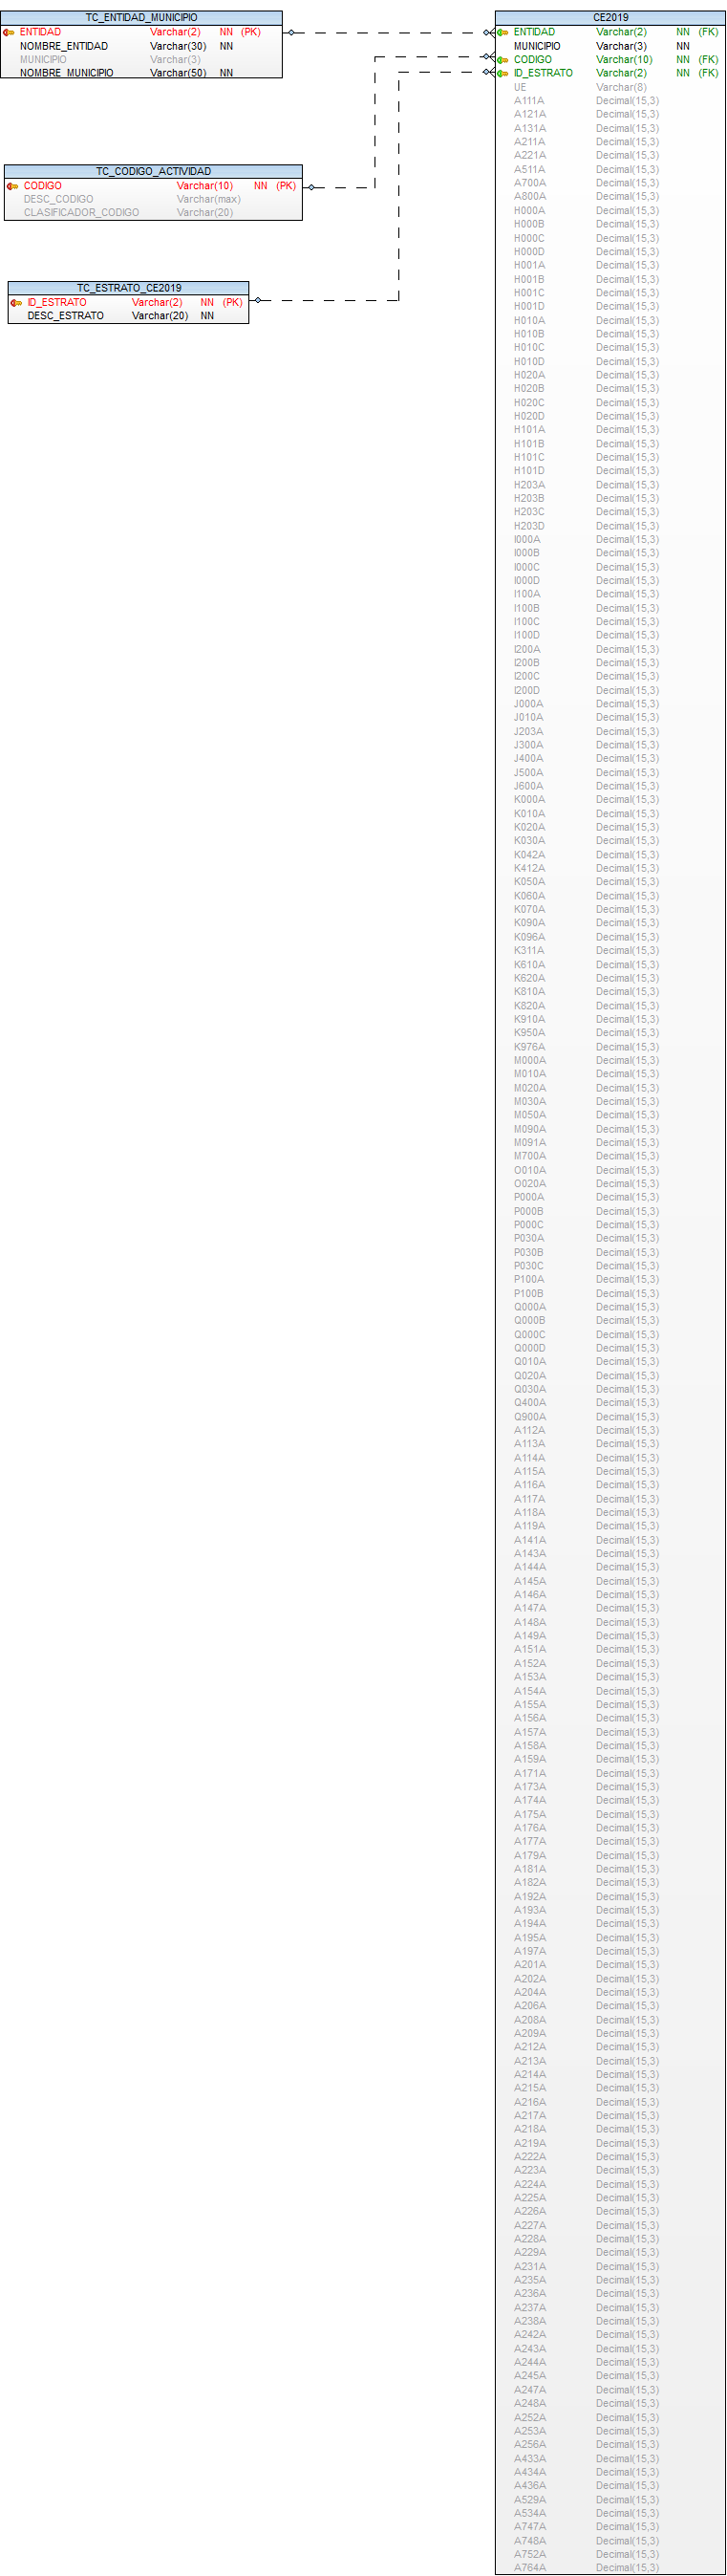 TC_ENTIDAD_MUNICIPIO
ENTIDAD Varchar(2) NN (PK)
NOMBRE_ENTIDAD Varchar(30) NN
MUNICIPIO Varchar(3)
NOMBRE_MUNICIPIO Varchar(50) NN
TC_CODIGO_ACTIVIDAD
CODIGO Varchar(10) NN (PK)
DESC_CODIGO Varchar(max)
CLASIFICADOR_CODIGO Varchar(20)
TC_ESTRATO_CE2019
ID_ESTRATO Varchar(2) NN (PK)
DESC_ESTRATO Varchar(20) NN
CE2019
ENTIDAD Varchar(2) NN (FK)
MUNICIPIO Varchar(3) NN
CODIGO Varchar(10) NN (FK)
ID_ESTRATO Varchar(2) NN (FK)
UE Varchar(8)
A111A Decimal(15,3)
A121A Decimal(15,3)
A131A Decimal(15,3)
A211A Decimal(15,3)
A221A Decimal(15,3)
A511A Decimal(15,3)
A700A Decimal(15,3)
A800A Decimal(15,3)
H000A Decimal(15,3)
H000B Decimal(15,3)
H000C Decimal(15,3)
H000D Decimal(15,3)
H001A Decimal(15,3)
H001B Decimal(15,3)
H001C Decimal(15,3)
H001D Decimal(15,3)
H010A Decimal(15,3)
H010B Decimal(15,3)
H010C Decimal(15,3)
H010D Decimal(15,3)
H020A Decimal(15,3)
H020B Decimal(15,3)
H020C Decimal(15,3)
H020D Decimal(15,3)
H101A Decimal(15,3)
H101B Decimal(15,3)
H101C Decimal(15,3)
H101D Decimal(15,3)
H203A Decimal(15,3)
H203B Decimal(15,3)
H203C Decimal(15,3)
H203D Decimal(15,3)
I000A Decimal(15,3)
I000B Decimal(15,3)
I000C Decimal(15,3)
I000D Decimal(15,3)
I100A Decimal(15,3)
I100B Decimal(15,3)
I100C Decimal(15,3)
I100D Decimal(15,3)
I200A Decimal(15,3)
I200B Decimal(15,3)
I200C Decimal(15,3)
I200D Decimal(15,3)
J000A Decimal(15,3)
J010A Decimal(15,3)
J203A Decimal(15,3)
J300A Decimal(15,3)
J400A Decimal(15,3)
J500A Decimal(15,3)
J600A Decimal(15,3)
K000A Decimal(15,3)
K010A Decimal(15,3)
K020A Decimal(15,3)
K030A Decimal(15,3)
K042A Decimal(15,3)
K412A Decimal(15,3)
K050A Decimal(15,3)
K060A Decimal(15,3)
K070A Decimal(15,3)
K090A Decimal(15,3)
K096A Decimal(15,3)
K311A Decimal(15,3)
K610A Decimal(15,3)
K620A Decimal(15,3)
K810A Decimal(15,3)
K820A Decimal(15,3)
K910A Decimal(15,3)
K950A Decimal(15,3)
K976A Decimal(15,3)
M000A Decimal(15,3)
M010A Decimal(15,3)
M020A Decimal(15,3)
M030A Decimal(15,3)
M050A Decimal(15,3)
M090A Decimal(15,3)
M091A Decimal(15,3)
M700A Decimal(15,3)
O010A Decimal(15,3)
O020A Decimal(15,3)
P000A Decimal(15,3)
P000B Decimal(15,3)
P000C Decimal(15,3)
P030A Decimal(15,3)
P030B Decimal(15,3)
P030C Decimal(15,3)
P100A Decimal(15,3)
P100B Decimal(15,3)
Q000A Decimal(15,3)
Q000B Decimal(15,3)
Q000C Decimal(15,3)
Q000D Decimal(15,3)
Q010A Decimal(15,3)
Q020A Decimal(15,3)
Q030A Decimal(15,3)
Q400A Decimal(15,3)
Q900A Decimal(15,3)
A112A Decimal(15,3)
A113A Decimal(15,3)
A114A Decimal(15,3)
A115A Decimal(15,3)
A116A Decimal(15,3)
A117A Decimal(15,3)
A118A Decimal(15,3)
A119A Decimal(15,3)
A141A Decimal(15,3)
A143A Decimal(15,3)
A144A Decimal(15,3)
A145A Decimal(15,3)
A146A Decimal(15,3)
A147A Decimal(15,3)
A148A Decimal(15,3)
A149A Decimal(15,3)
A151A Decimal(15,3)
A152A Decimal(15,3)
A153A Decimal(15,3)
A154A Decimal(15,3)
A155A Decimal(15,3)
A156A Decimal(15,3)
A157A Decimal(15,3)
A158A Decimal(15,3)
A159A Decimal(15,3)
A171A Decimal(15,3)
A173A Decimal(15,3)
A174A Decimal(15,3)
A175A Decimal(15,3)
A176A Decimal(15,3)
A177A Decimal(15,3)
A179A Decimal(15,3)
A181A Decimal(15,3)
A182A Decimal(15,3)
A192A Decimal(15,3)
A193A Decimal(15,3)
A194A Decimal(15,3)
A195A Decimal(15,3)
A197A Decimal(15,3)
A201A Decimal(15,3)
A202A Decimal(15,3)
A204A Decimal(15,3)
A206A Decimal(15,3)
A208A Decimal(15,3)
A209A Decimal(15,3)
A212A Decimal(15,3)
A213A Decimal(15,3)
A214A Decimal(15,3)
A215A Decimal(15,3)
A216A Decimal(15,3)
A217A Decimal(15,3)
A218A Decimal(15,3)
A219A Decimal(15,3)
A222A Decimal(15,3)
A223A Decimal(15,3)
A224A Decimal(15,3)
A225A Decimal(15,3)
A226A Decimal(15,3)
A227A Decimal(15,3)
A228A Decimal(15,3)
A229A Decimal(15,3)
A231A Decimal(15,3)
A235A Decimal(15,3)
A236A Decimal(15,3)
A237A Decimal(15,3)
A238A Decimal(15,3)
A242A Decimal(15,3)
A243A Decimal(15,3)
A244A Decimal(15,3)
A245A Decimal(15,3)
A247A Decimal(15,3)
A248A Decimal(15,3)
A252A Decimal(15,3)
A253A Decimal(15,3)
A256A Decimal(15,3)
A433A Decimal(15,3)
A434A Decimal(15,3)
A436A Decimal(15,3)
A529A Decimal(15,3)
A534A Decimal(15,3)
A747A Decimal(15,3)
A748A Decimal(15,3)
A752A Decimal(15,3)
A764A Decimal(15,3)